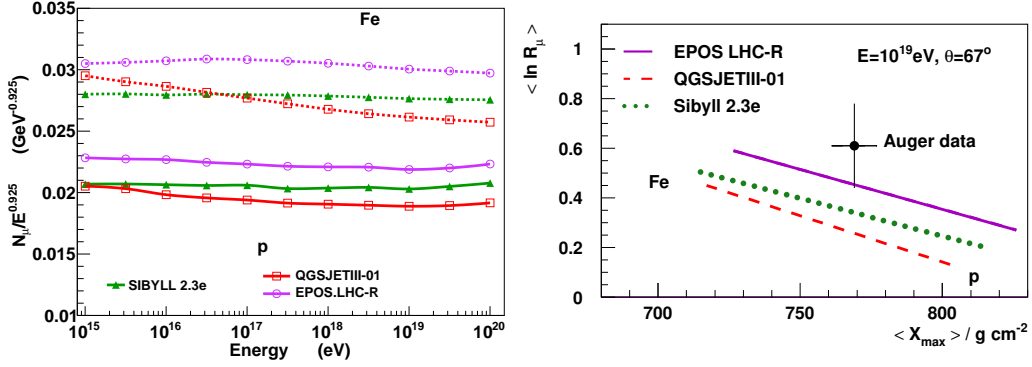 N_μ/E^0.925 (GeV^-0.925)
0.035
0.03
0.025
0.02
0.015
0.01
Fe
p
SIBYLL 2.3e
QGSJETIII-01
EPOS.LHC-R
10^15 10^16 10^17 10^18 10^19 10^20
Energy (eV)
< ln R_μ >
1
0.8
0.6
0.4
0.2
0
EPOS LHC-R
QGSJETIII-01
Sibyll 2.3e
E=10^19eV, θ=67^o
Auger data
Fe
p
700 750 800
< X_max > / g cm^-2